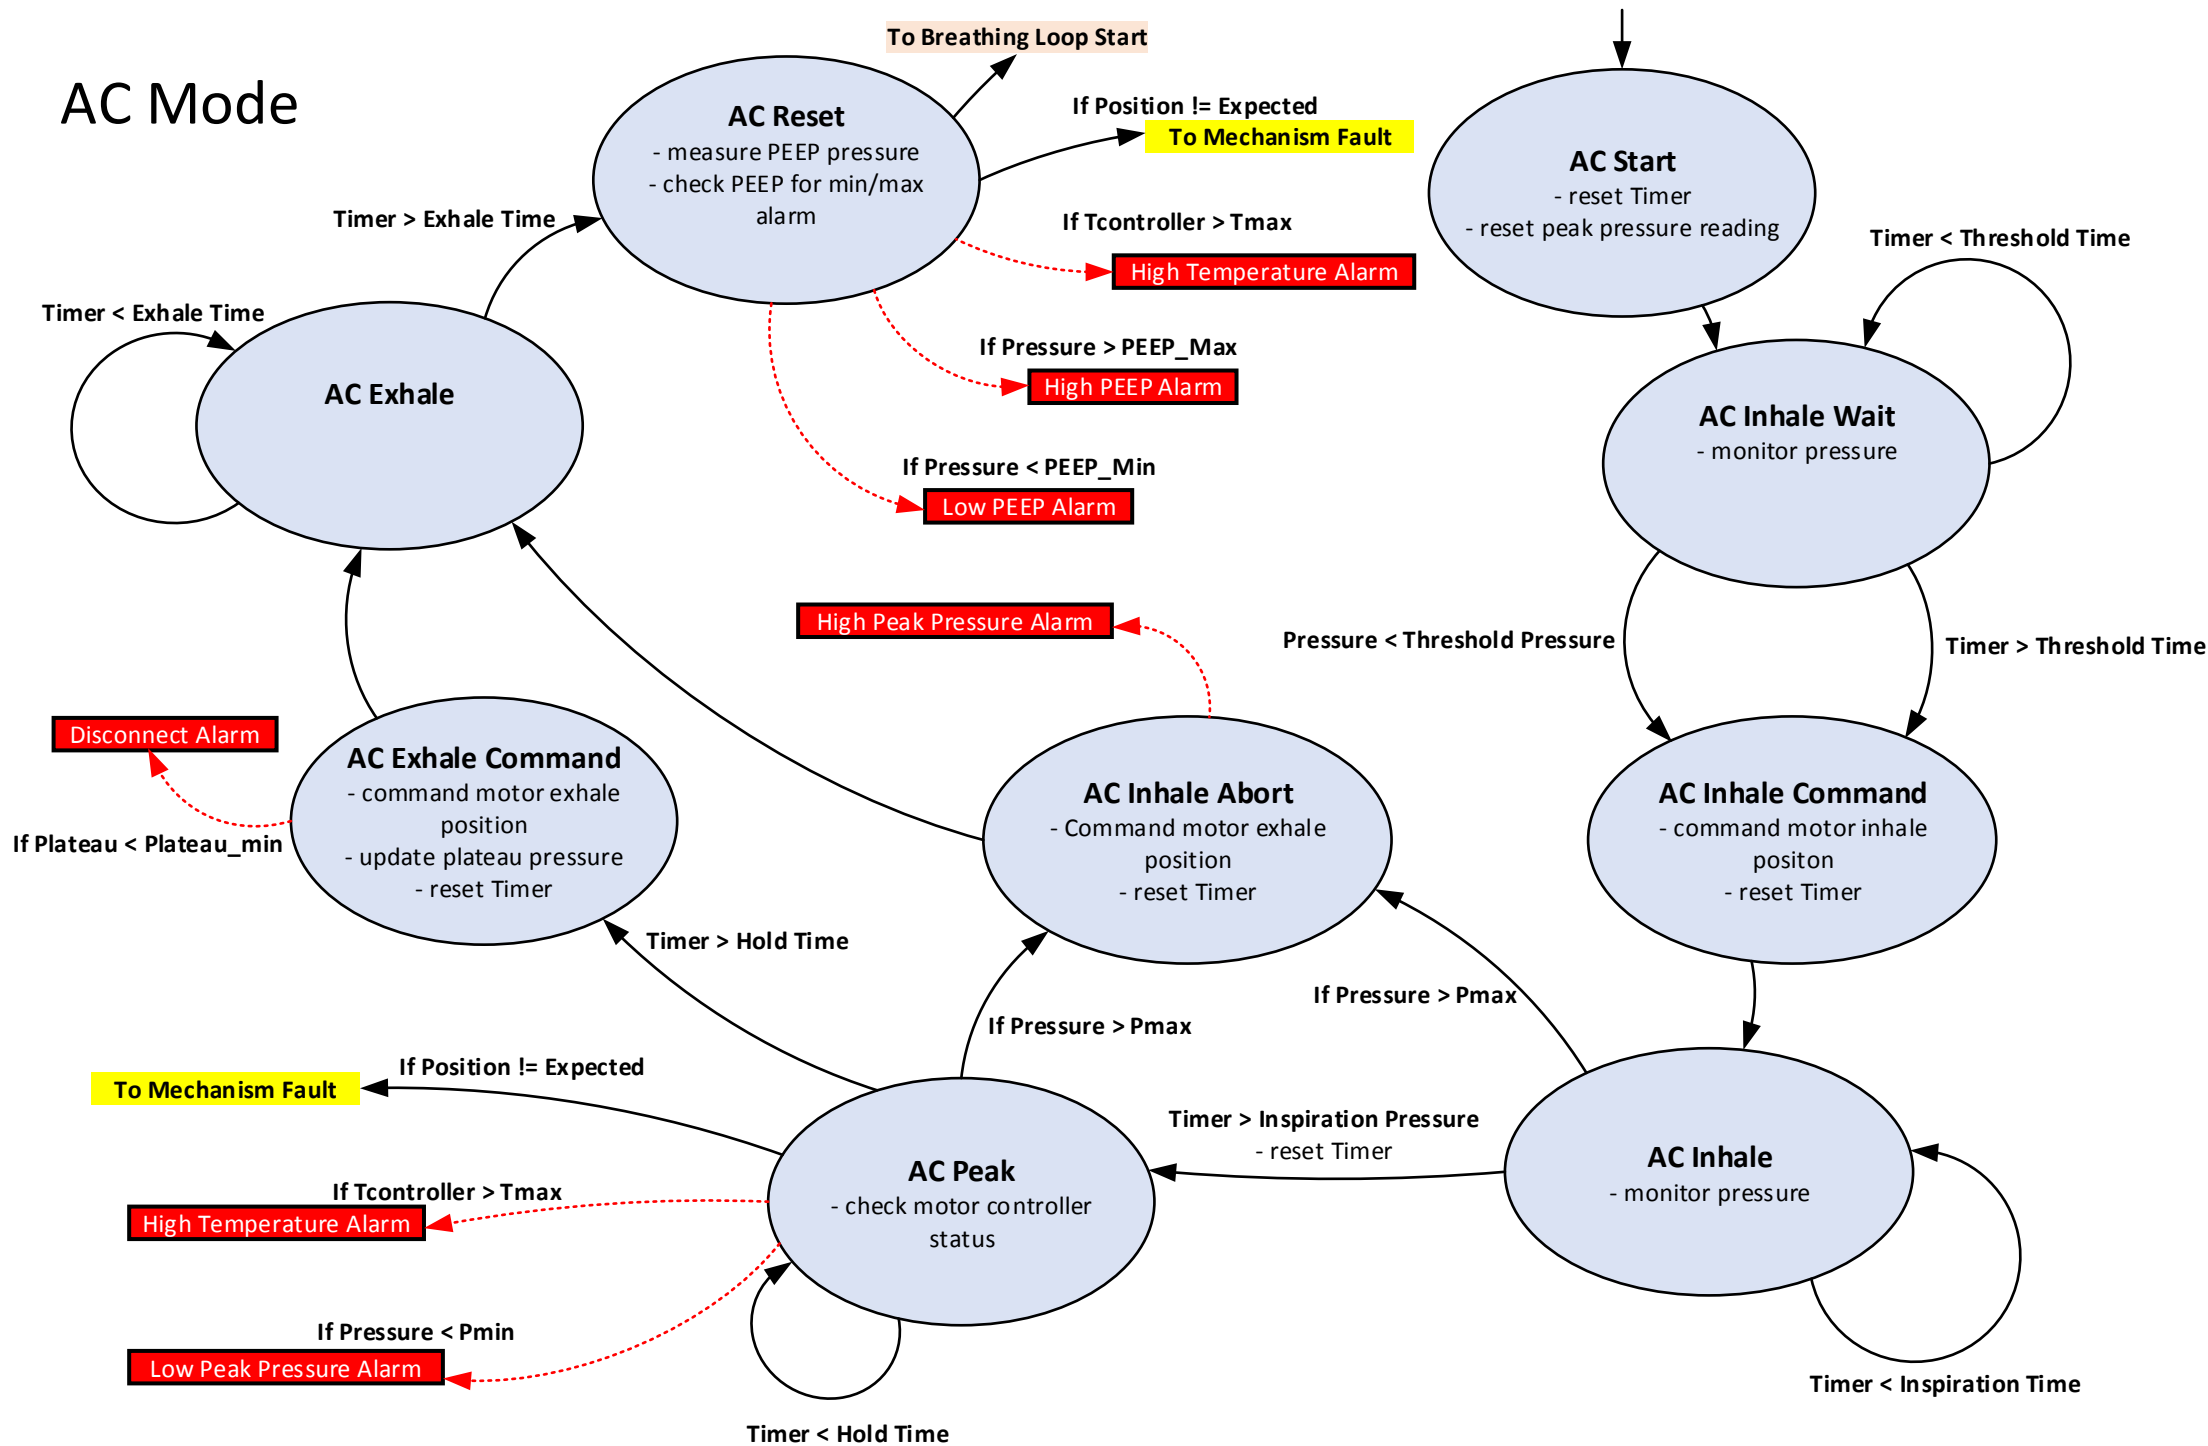 AC Mode
To Breathing Loop Start
If Position != Expected
To Mechanism Fault
AC Reset
- measure PEEP pressure
- check PEEP for min/max
alarm
AC Start
- reset Timer
- reset peak pressure reading
Timer > Exhale Time
If Tcontroller > Tmax
High Temperature Alarm
Timer < Threshold Time
Timer < Exhale Time
If Pressure > PEEP_Max
High PEEP Alarm
AC Exhale
AC Inhale Wait
- monitor pressure
If Pressure < PEEP_Min
Low PEEP Alarm
High Peak Pressure Alarm
Pressure < Threshold Pressure
Timer > Threshold Time
Disconnect Alarm
If Plateau < Plateau_min
AC Exhale Command
- command motor exhale
position
- update plateau pressure
- reset Timer
AC Inhale Abort
- Command motor exhale
position
- reset Timer
AC Inhale Command
- command motor inhale
positon
- reset Timer
Timer > Hold Time
If Pressure > Pmax
If Pressure > Pmax
If Position != Expected
To Mechanism Fault
Timer > Inspiration Pressure
- reset Timer
AC Peak
- check motor controller
status
AC Inhale
- monitor pressure
If Tcontroller > Tmax
High Temperature Alarm
If Pressure < Pmin
Low Peak Pressure Alarm
Timer < Inspiration Time
Timer < Hold Time